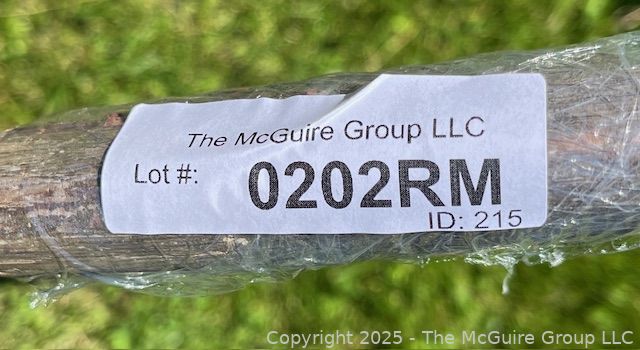 The McGuire Group LLC
Lot #:
0202RM
ID: 215
Copyright 2025 - The McGuire Group LLC